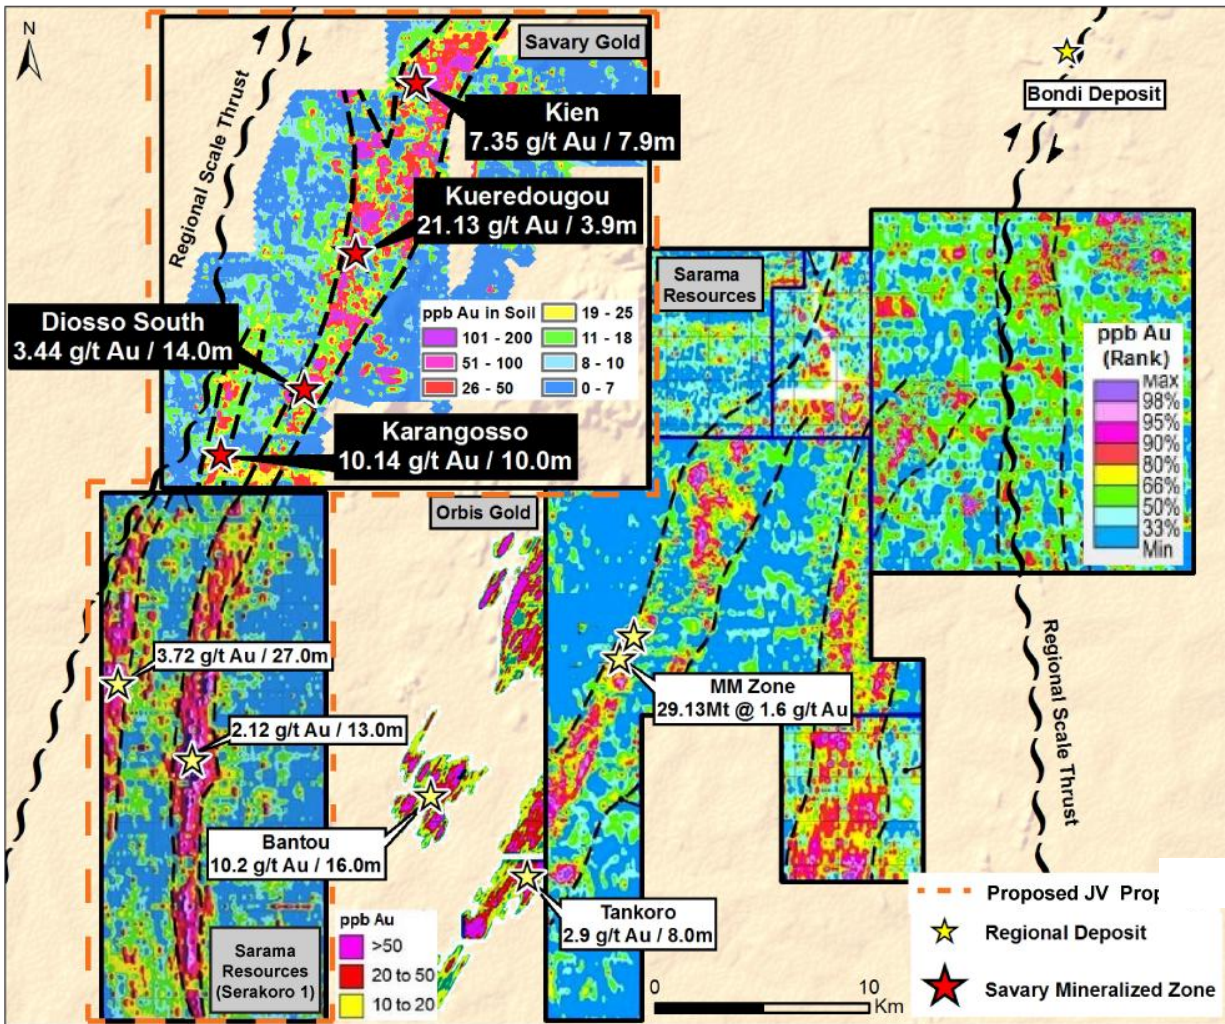 N
Savary Gold
Regional Scale Thrust
Kien
7.35 g/t Au / 7.9m
Bondi Deposit
Kueredougou
21.13 g/t Au / 3.9m
Sarama
Resources
Diosso South
3.44 g/t Au / 14.0m
ppb Au in Soil
101 - 200
51 - 100
26 - 50
19 - 25
11 - 18
8 - 10
0 - 7
ppb Au
(Rank)
Max
98%
95%
90%
80%
66%
50%
33%
Min
Karangosso
10.14 g/t Au / 10.0m
Orbis Gold
3.72 g/t Au / 27.0m
MM Zone
29.13Mt @ 1.6 g/t Au
2.12 g/t Au / 13.0m
Regional Scale Thrust
Bantou
10.2 g/t Au / 16.0m
Tankoro
2.9 g/t Au / 8.0m
ppb Au
>50
20 to 50
10 to 20
Sarama
Resources
(Serakoro 1)
0 10
Km
Proposed JV Prop
Regional Deposit
Savary Mineralized Zone